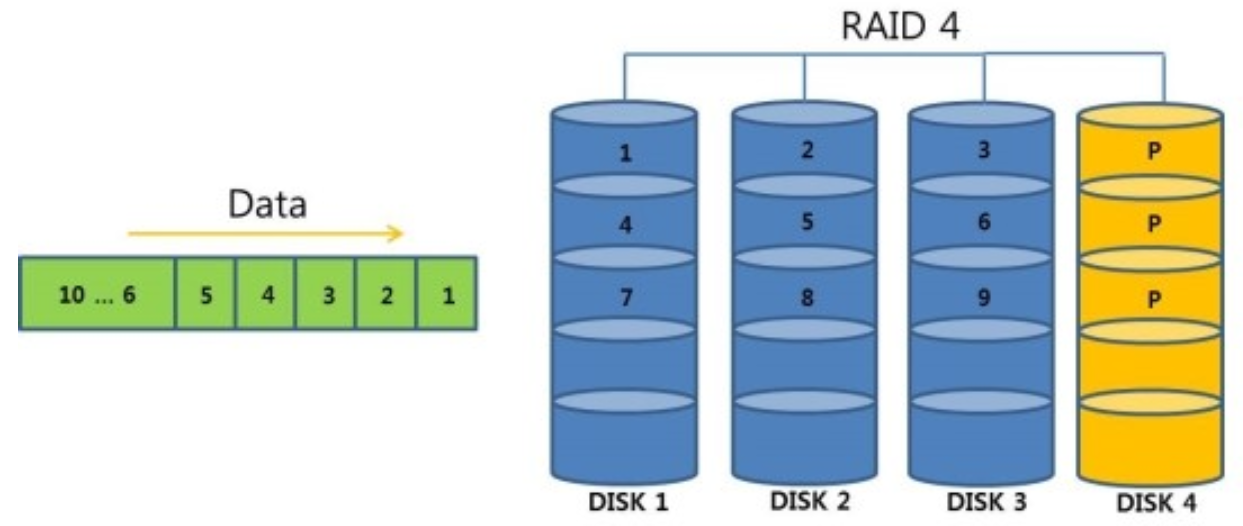 RAID 4
Data
10 ... 6 5 4 3 2 1
1 2 3 P
4 5 6 P
7 8 9 P
DISK 1 DISK 2 DISK 3 DISK 4